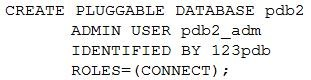 CREATE PLUGGABLE DATABASE pdb2
ADMIN USER pdb2_adm
IDENTIFIED BY 123pdb
ROLES=(CONNECT);